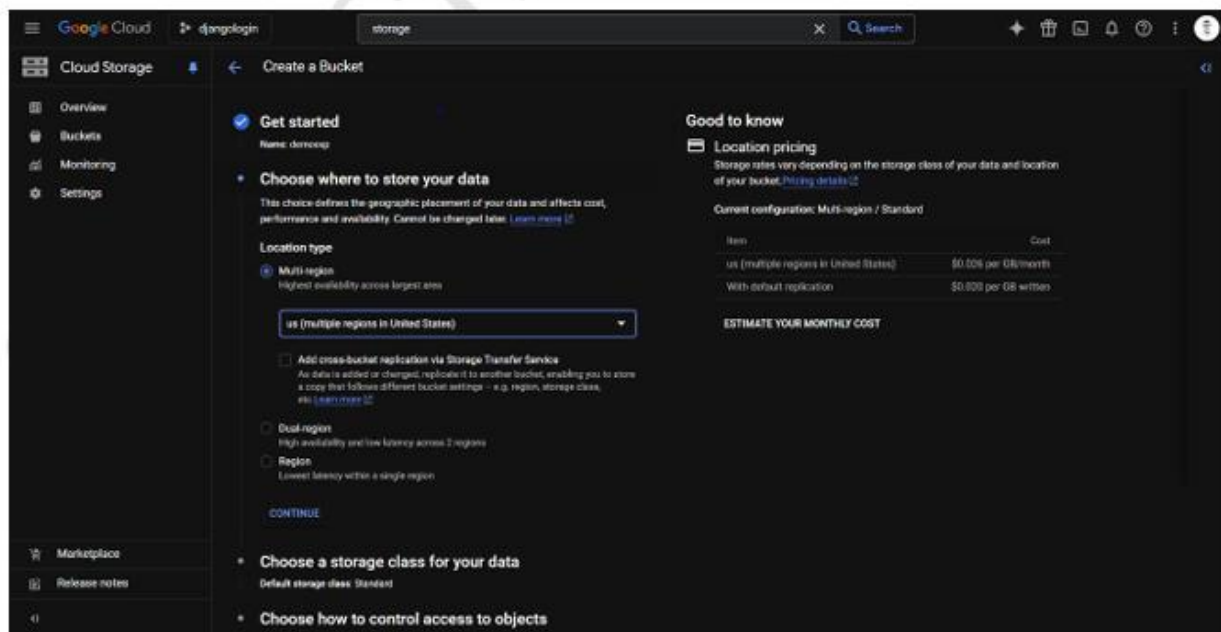 Google Cloud
djangologin
storage
Search
Cloud Storage
Create a Bucket
Overview
Buckets
Monitoring
Settings
Marketplace
Release notes
Get started
Name:
Choose where to store your data
This choice defines the geographic placement of your data and affects cost,
performance and availability. Cannot be changed later. Learn more
Location type
Multi-region
Highest availability across largest area
us (multiple regions in United States)
Add cross-bucket replication via Storage Transfer Service
As data is added or changed, replicate it to another bucket, enabling you to store
a copy that follows different bucket settings – e.g. region, storage class,
etc Learn more
Dual-region
High availability and low latency across 2 regions
Region
Lowest latency within a single region
CONTINUE
Choose a storage class for your data
Default storage class: Standard
Choose how to control access to objects
Good to know
Location pricing
Storage rates vary depending on the storage class of your data and location
of your bucket. Pricing details
Current configuration: Multi-region / Standard
Item Cost
us (multiple regions in United States) $0.026 per GB/month
With default replication $0.020 per GB written
ESTIMATE YOUR MONTHLY COST